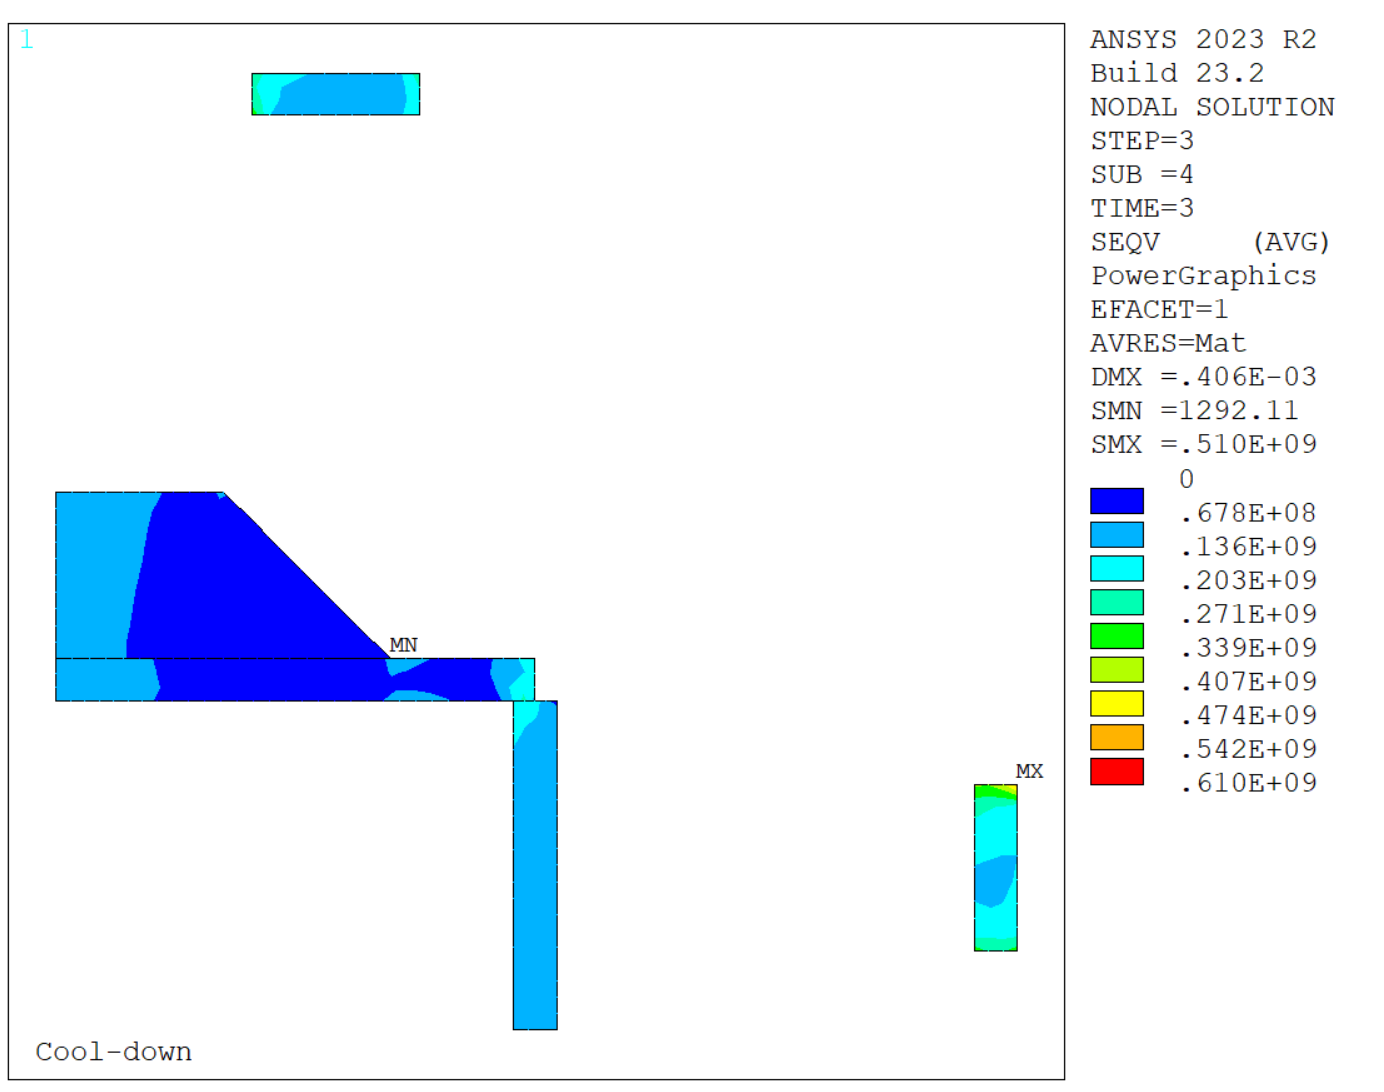 1
ANSYS 2023 R2
Build 23.2
NODAL SOLUTION
STEP=3
SUB =4
TIME=3
SEQV (AVG)
PowerGraphics
EFACET=1
AVRES=Mat
DMX =.406E-03
SMN =1292.11
SMX =.510E+09
0
.678E+08
.136E+09
.203E+09
.271E+09
.339E+09
.407E+09
.474E+09
.542E+09
.610E+09
MN
MX
Cool-down